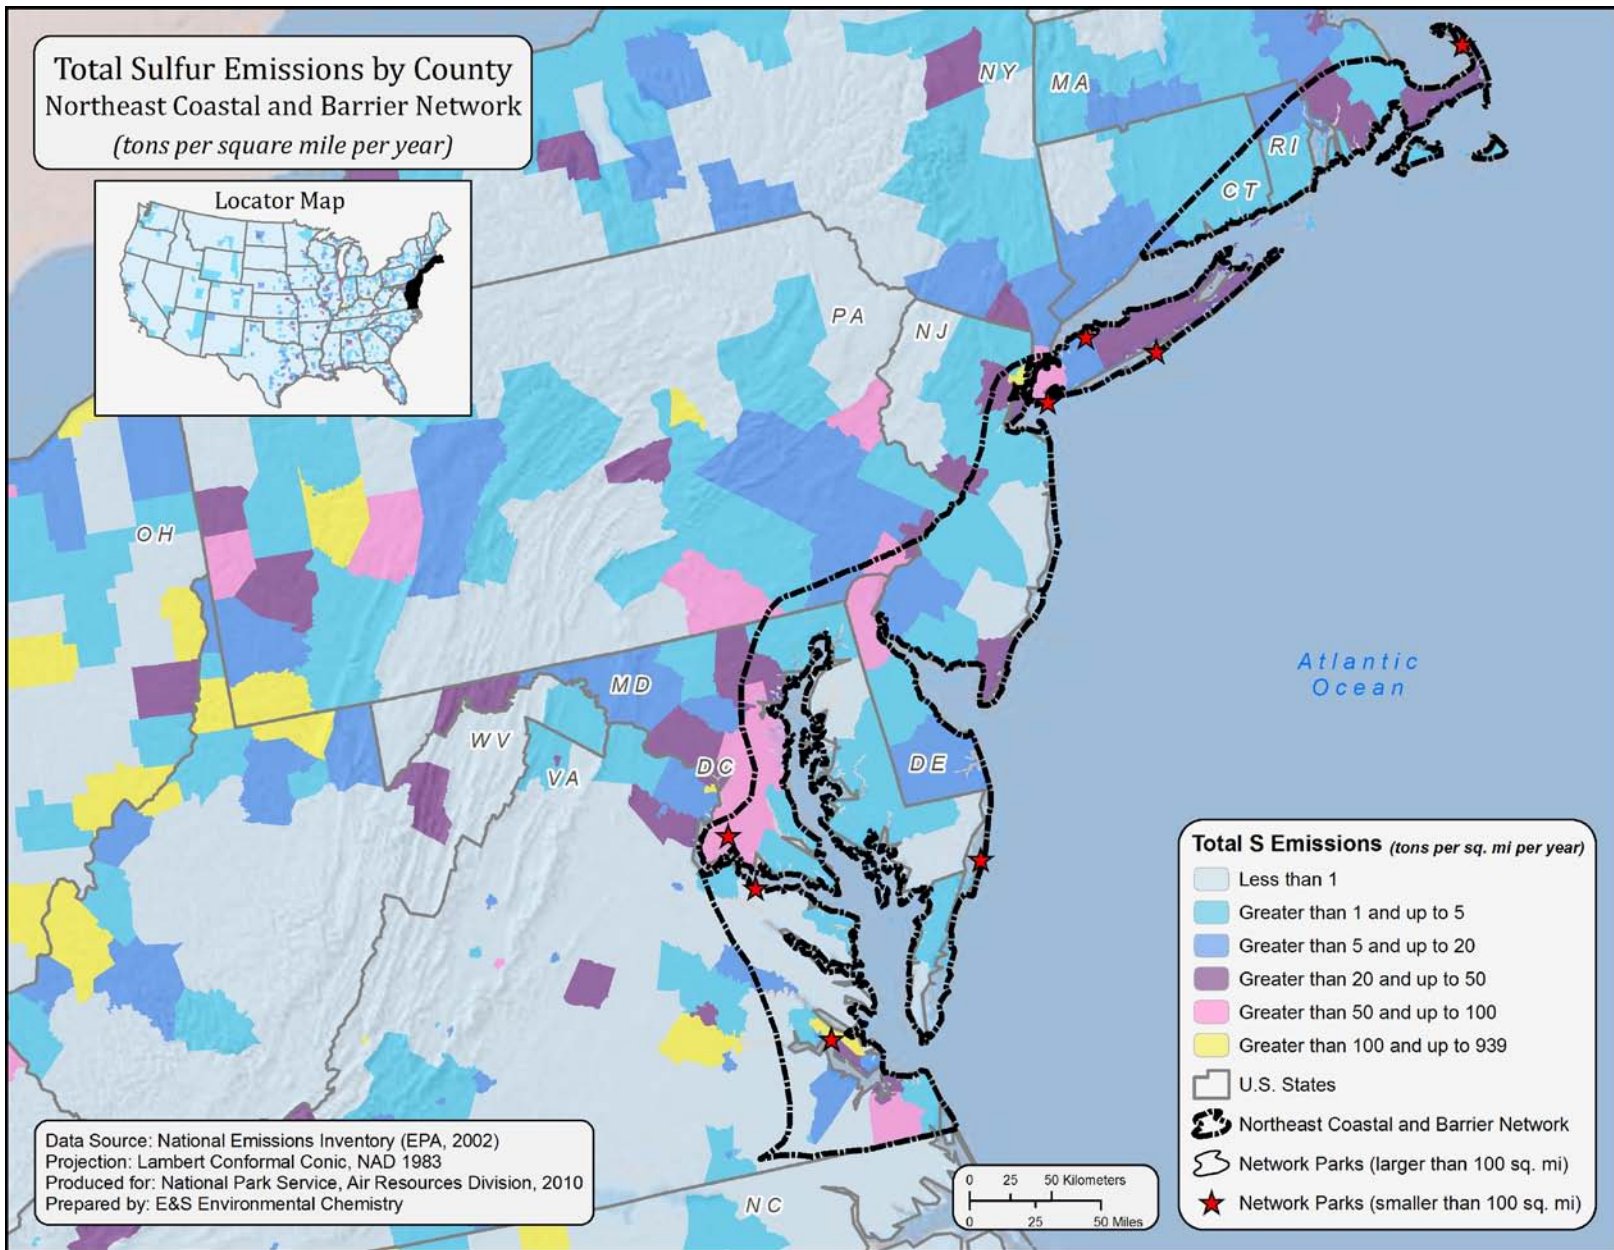 Total Sulfur Emissions by County
Northeast Coastal and Barrier Network
(tons per square mile per year)
Locator Map
NY
MA
RI
CT
PA
NJ
OH
MD
WV
VA
DC
DE
NC
Atlantic
Ocean
Total S Emissions (tons per sq. mi per year)
Less than 1
Greater than 1 and up to 5
Greater than 5 and up to 20
Greater than 20 and up to 50
Greater than 50 and up to 100
Greater than 100 and up to 939
U.S. States
Northeast Coastal and Barrier Network
Network Parks (larger than 100 sq. mi)
Network Parks (smaller than 100 sq. mi)
Data Source: National Emissions Inventory (EPA, 2002)
Projection: Lambert Conformal Conic, NAD 1983
Produced for: National Park Service, Air Resources Division, 2010
Prepared by: E&S Environmental Chemistry
0 25 50 Kilometers
0 25 50 Miles